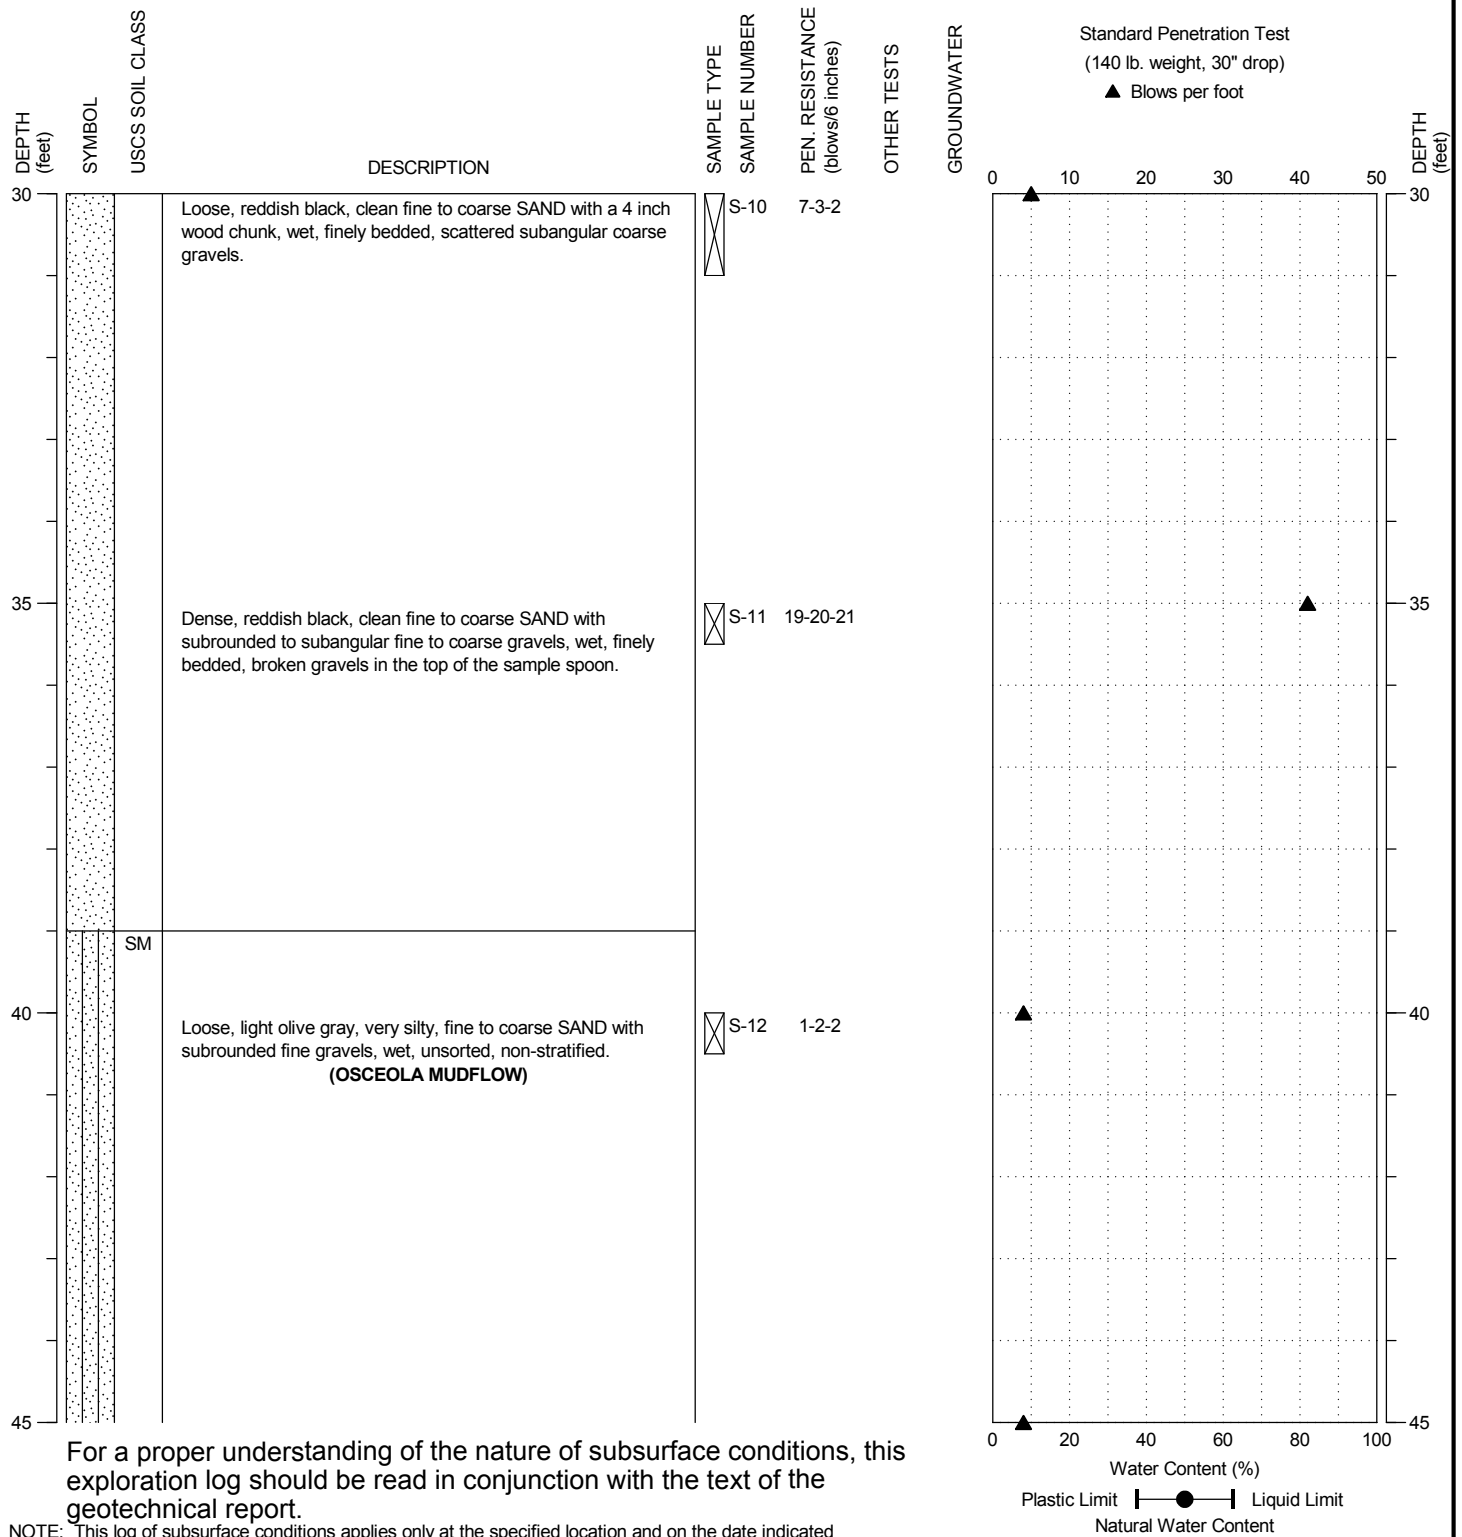 Standard Penetration Test
(140 lb. weight, 30" drop)
▲ Blows per foot
DEPTH
(feet)
SYMBOL
USCS SOIL CLASS
DESCRIPTION
SAMPLE TYPE
SAMPLE NUMBER
PEN. RESISTANCE
(blows/6 inches)
OTHER TESTS
GROUNDWATER
DEPTH
(feet)
0 10 20 30 40 50
30 30
Loose, reddish black, clean fine to coarse SAND with a 4 inch
wood chunk, wet, finely bedded, scattered subangular coarse
gravels.
S-10 7-3-2
35 35
Dense, reddish black, clean fine to coarse SAND with
subrounded to subangular fine to coarse gravels, wet, finely
bedded, broken gravels in the top of the sample spoon.
S-11 19-20-21
SM
40 40
Loose, light olive gray, very silty, fine to coarse SAND with
subrounded fine gravels, wet, unsorted, non-stratified.
(OSCEOLA MUDFLOW)
S-12 1-2-2
45 45
0 20 40 60 80 100
Water Content (%)
Plastic Limit Liquid Limit
Natural Water Content
For a proper understanding of the nature of subsurface conditions, this
exploration log should be read in conjunction with the text of the
geotechnical report.
NOTE: This log of subsurface conditions applies only at the specified location and on the date indicated